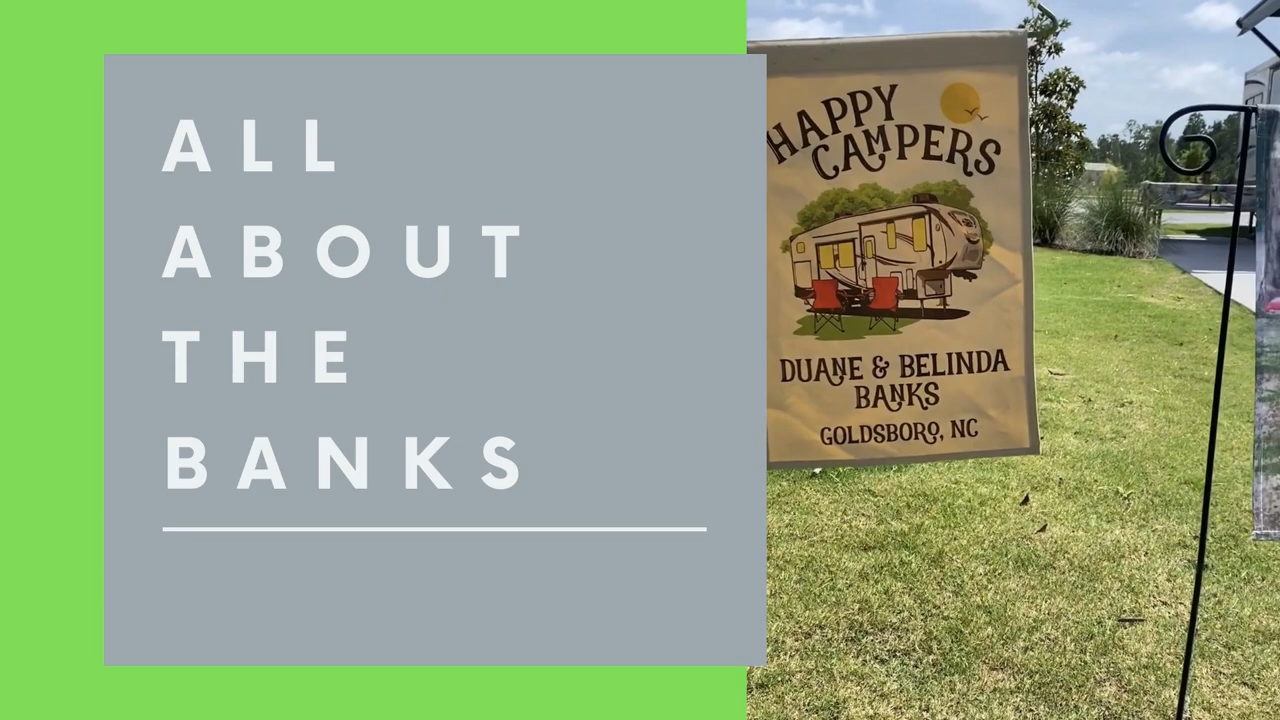 ALL
ABOUT
THE
BANKS
HAPPY
CAMPERS
DUANE & BELINDA
BANKS
GOLDSBORO, NC